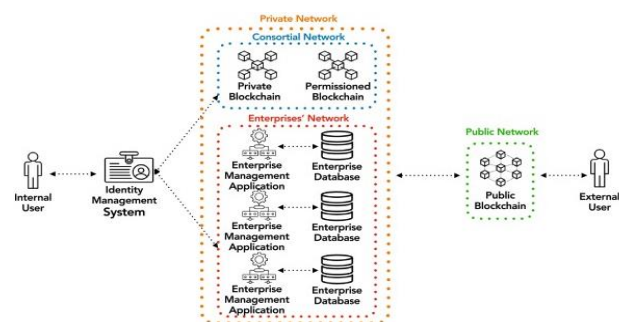 Private Network
Consortial Network
Private
Blockchain
Permissioned
Blockchain
Enterprises' Network
Enterprise
Management
Application
Enterprise
Database
Enterprise
Management
Application
Enterprise
Database
Enterprise
Management
Application
Enterprise
Database
Internal
User
Identity
Management
System
Public Network
Public
Blockchain
External
User